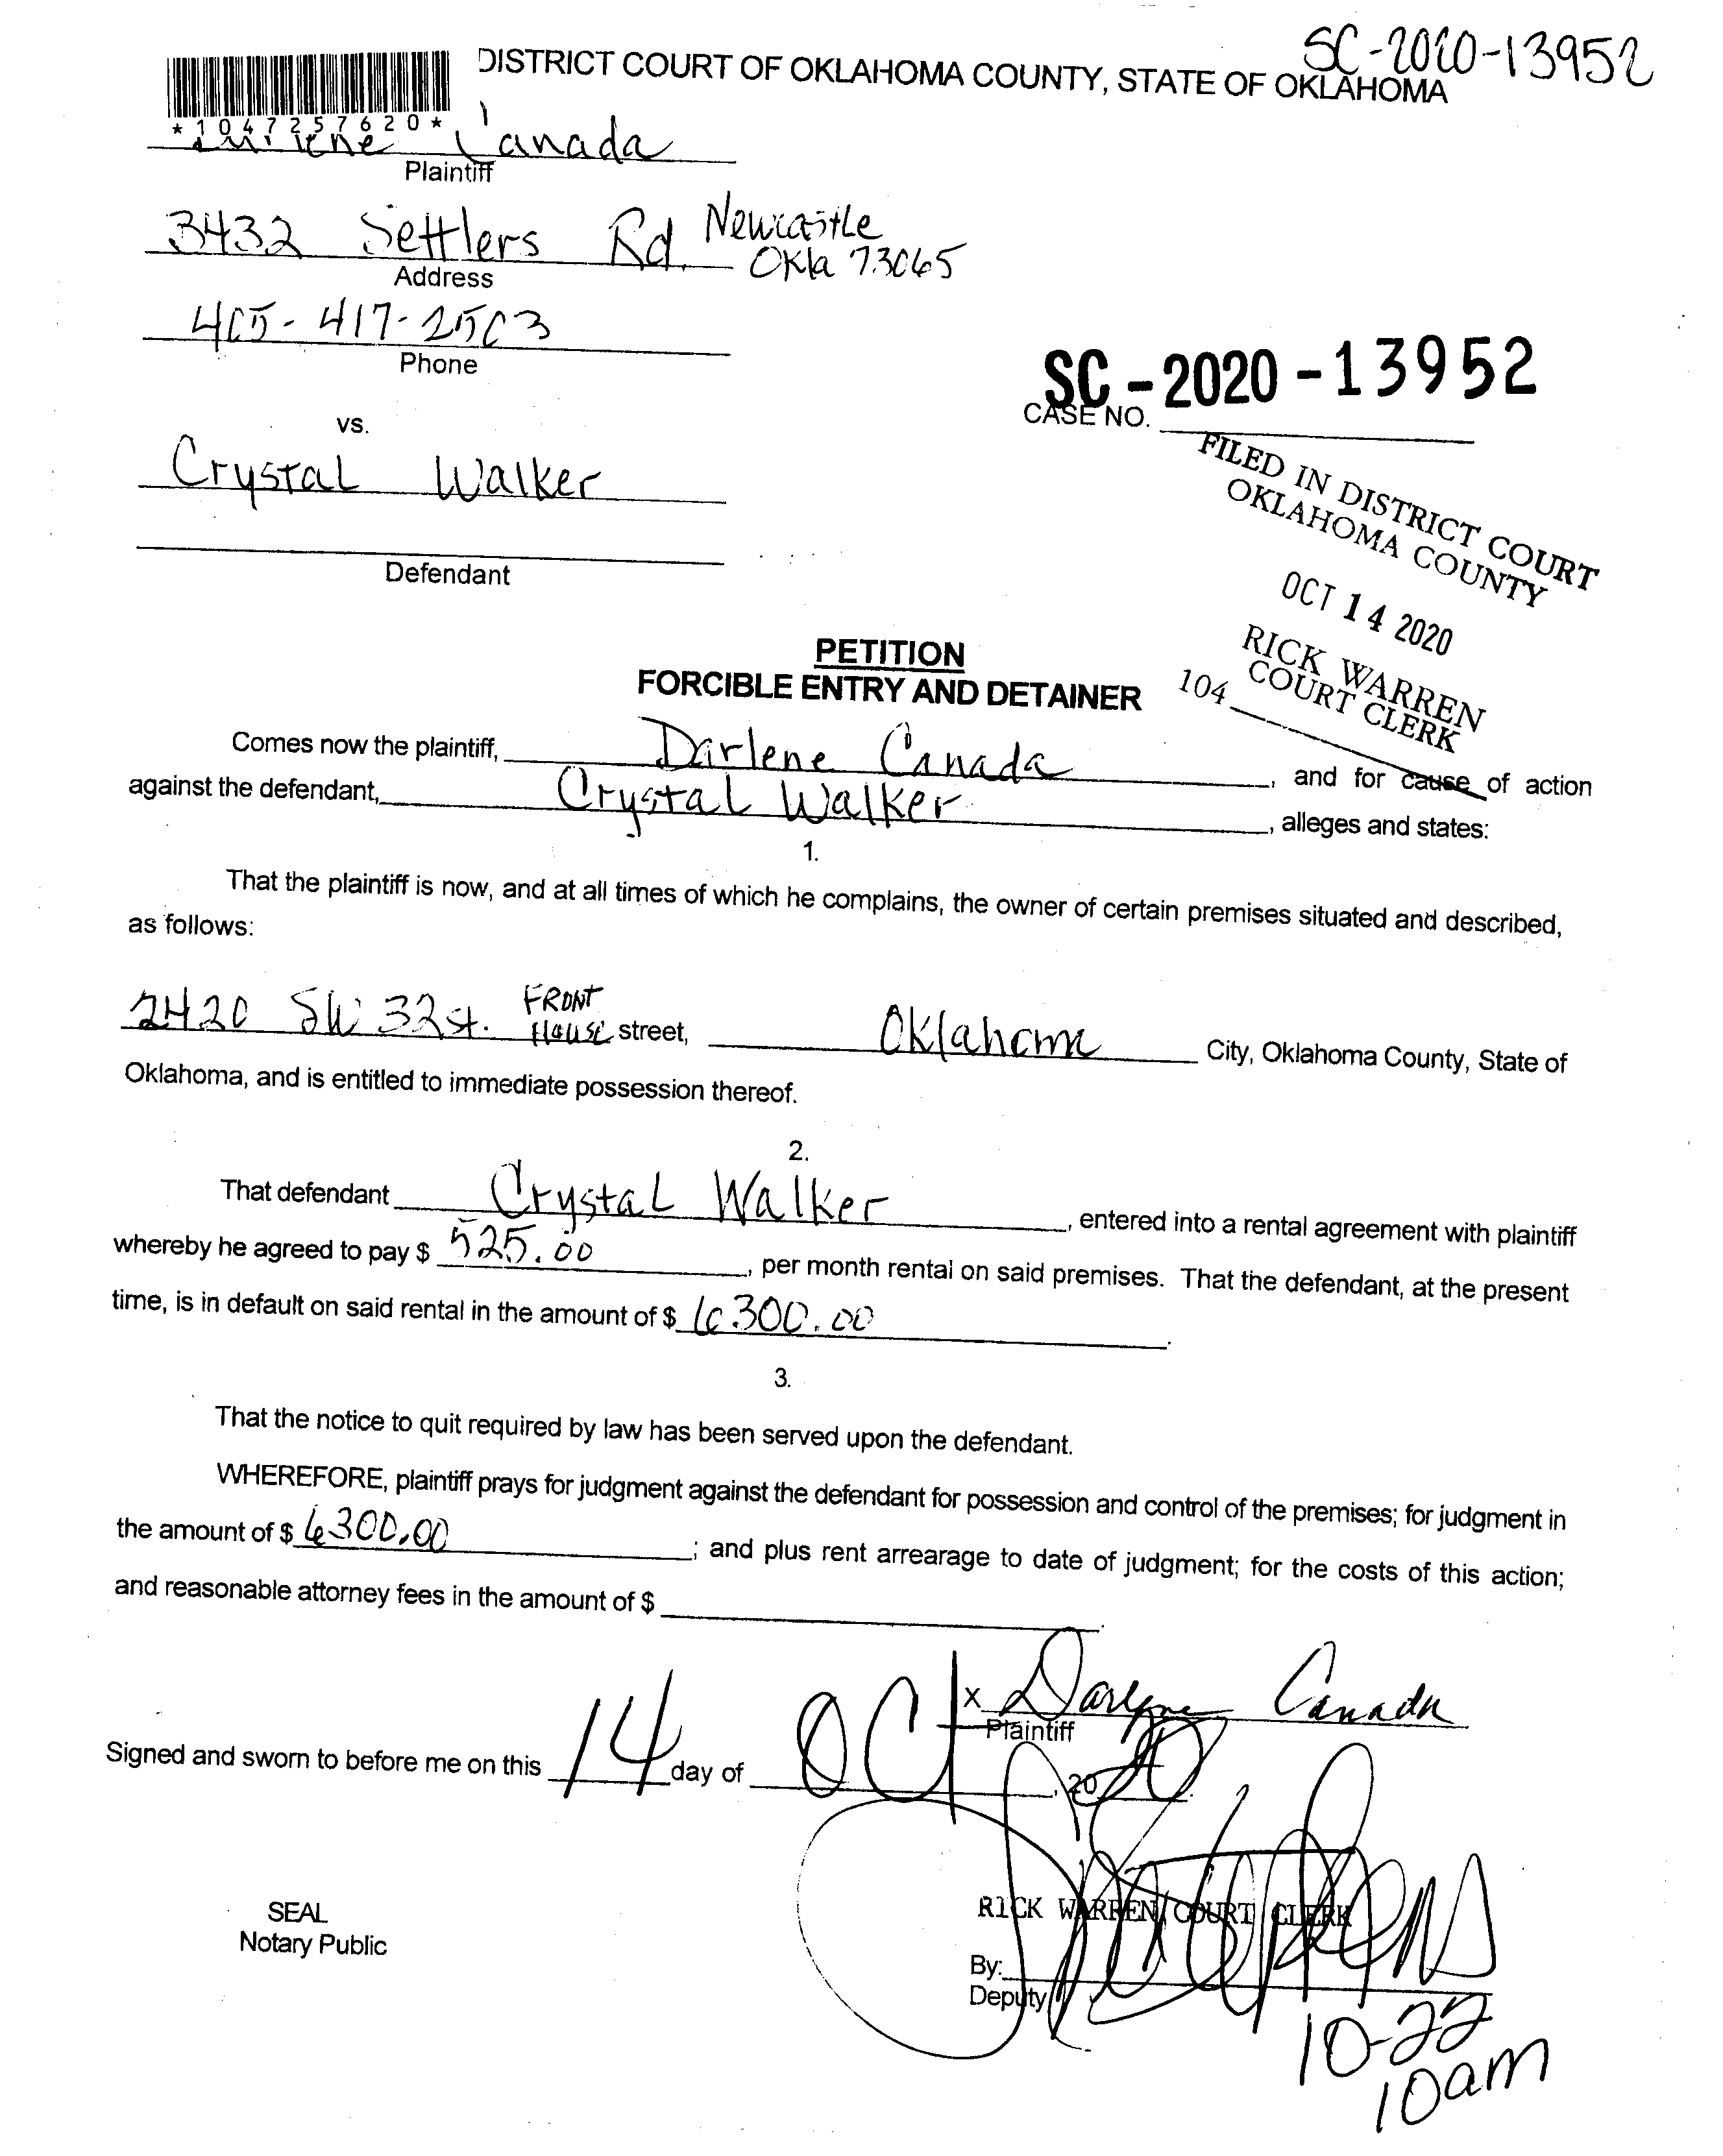 SC-2020-13952
DISTRICT COURT OF OKLAHOMA COUNTY, STATE OF OKLAHOMA
*1047257620*
Canada
Plaintiff
3432 Settlers Rd. Newcastle
Okla 73065
Address
405-417-2503
Phone
SC-2020-13952
CASE NO.
vs.
Crystal Walker
Defendant
FILED IN DISTRICT COURT
OKLAHOMA COUNTY
OCT 14 2020
RICK WARREN
COURT CLERK
104
PETITION
FORCIBLE ENTRY AND DETAINER
Comes now the plaintiff, Darlene Canada, and for cause of action
against the defendant, Crystal Walker, alleges and states:
1.
That the plaintiff is now, and at all times of which he complains, the owner of certain premises situated and described,
as follows:
2420 SW 32st. FRONT House street, Oklahoma City, Oklahoma County, State of
Oklahoma, and is entitled to immediate possession thereof.
2.
That defendant Crystal Walker, entered into a rental agreement with plaintiff
whereby he agreed to pay $ 525.00, per month rental on said premises. That the defendant, at the present
time, is in default on said rental in the amount of $ 6300.00.
3.
That the notice to quit required by law has been served upon the defendant.
WHEREFORE, plaintiff prays for judgment against the defendant for possession and control of the premises; for judgment in
the amount of $ 6300.00; and plus rent arrearage to date of judgment; for the costs of this action;
and reasonable attorney fees in the amount of $
x Darlene Canada
Plaintiff
Signed and sworn to before me on this 14 day of Oct, 2020.
SEAL
Notary Public
RICK WARREN, COURT CLERK
By:
Deputy
10-22
10am